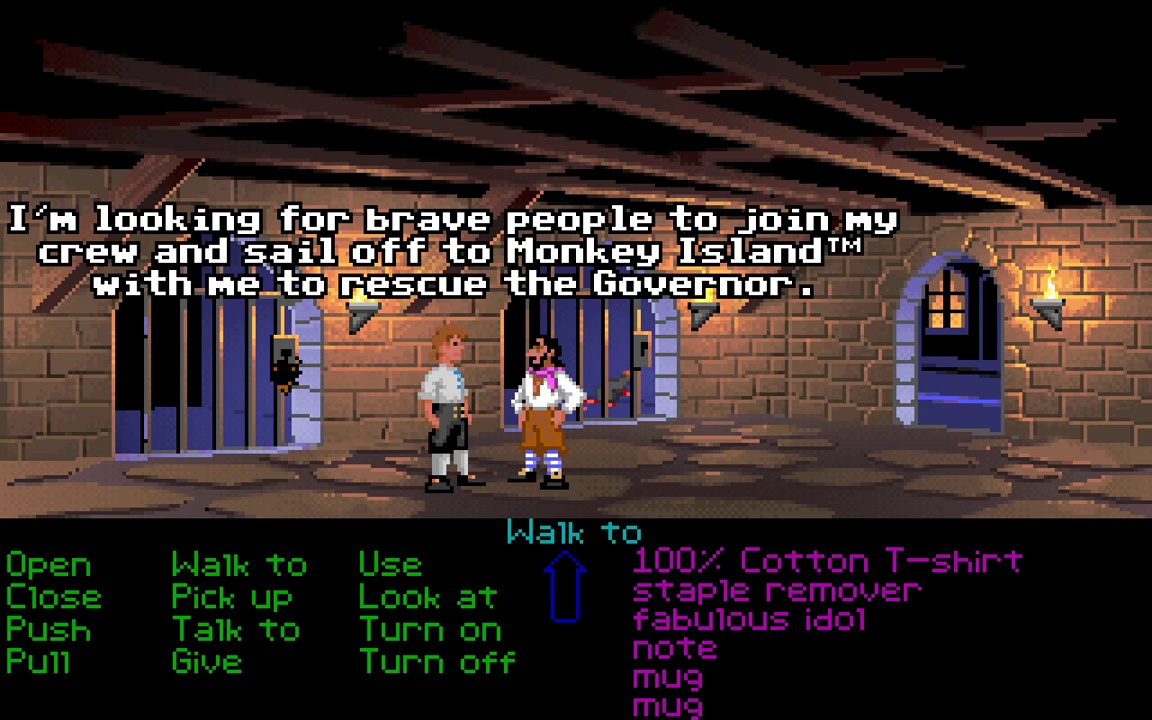 I'm looking for brave people to join my
crew and sail off to Monkey Island™
with me to rescue the Governor.
Walk to
Open Walk to Use
Close Pick up Look at
Push Talk to Turn on
Pull Give Turn off
100% Cotton T-shirt
staple remover
fabulous idol
note
mug
mug